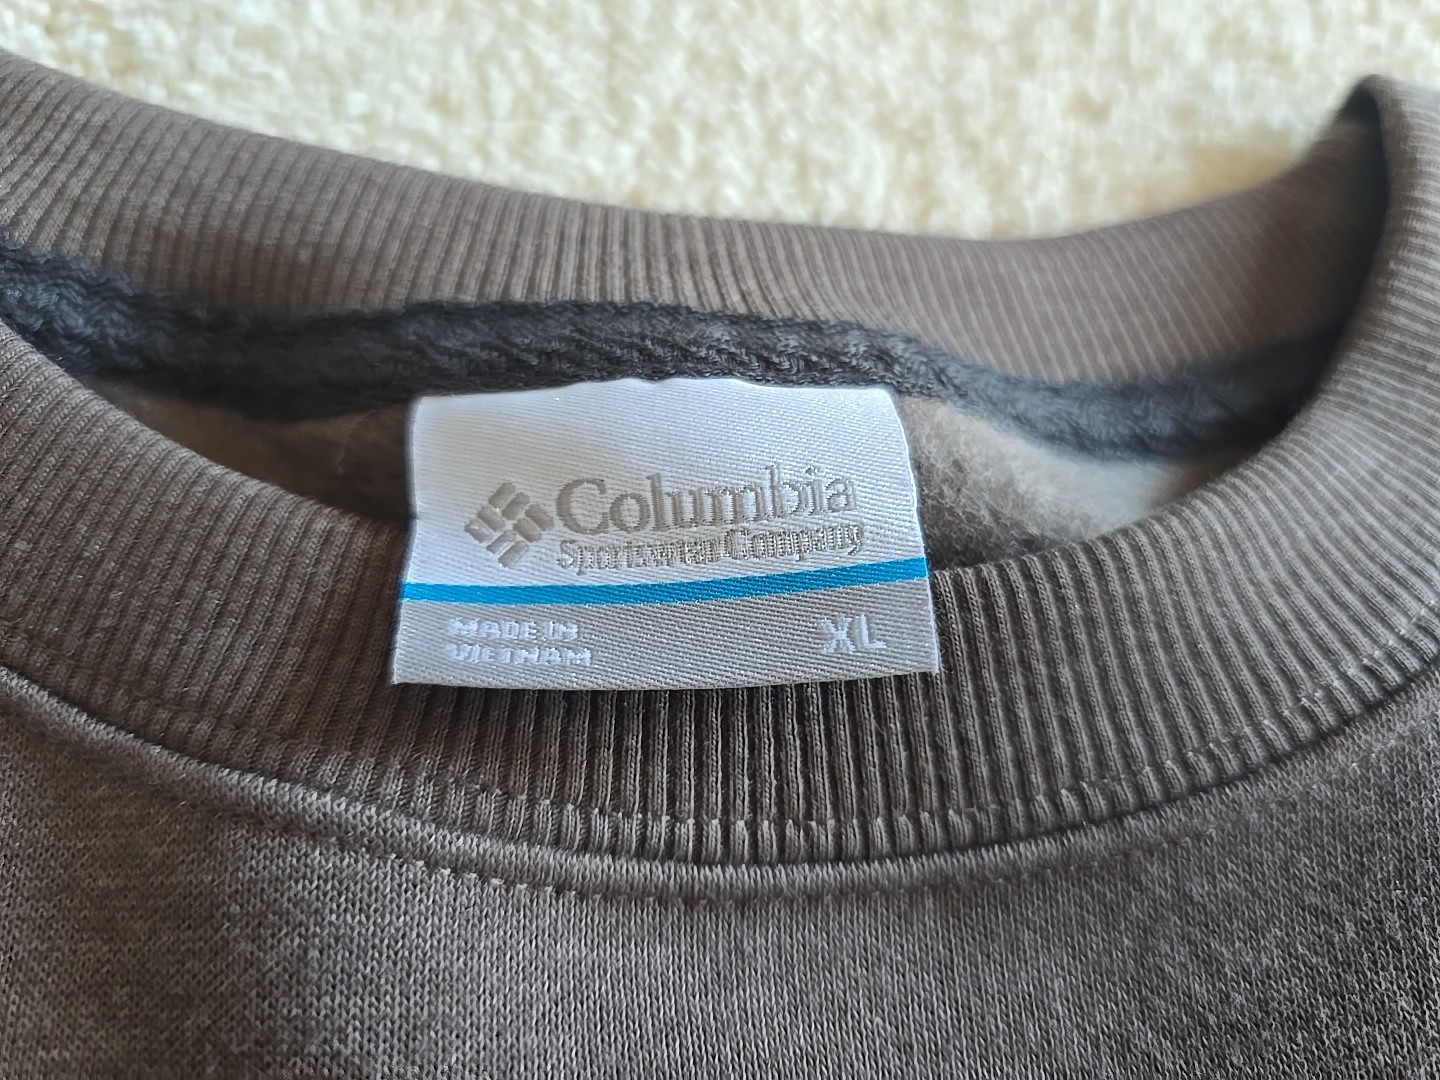 Columbia
Sportswear Company
MADE IN
VIETNAM
XL